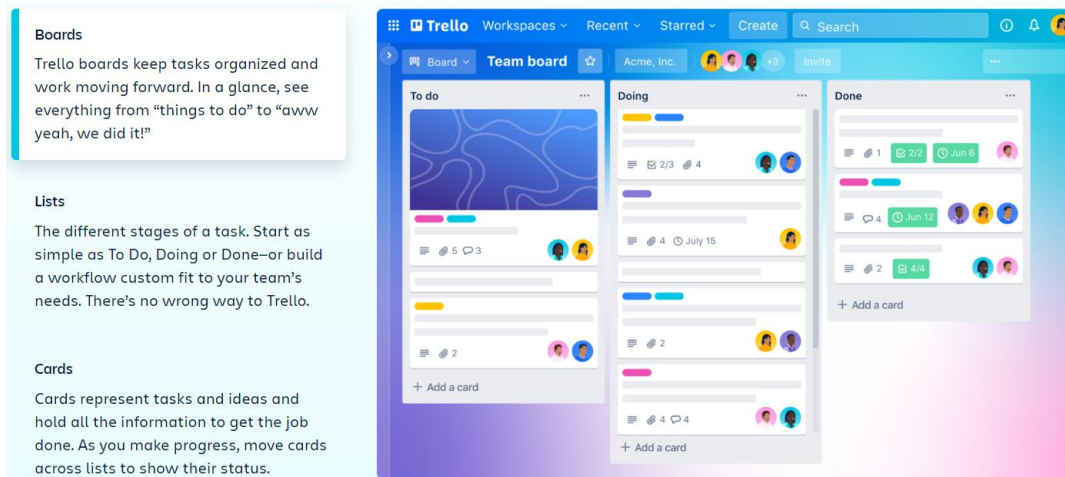 Boards
Trello boards keep tasks organized and
work moving forward. In a glance, see
everything from “things to do” to “aww
yeah, we did it!”
Lists
The different stages of a task. Start as
simple as To Do, Doing or Done—or build
a workflow custom fit to your team’s
needs. There’s no wrong way to Trello.
Cards
Cards represent tasks and ideas and
hold all the information to get the job
done. As you make progress, move cards
across lists to show their status.
Trello Workspaces Recent Starred Create Search
Board Team board Acme, Inc. +3 Invite
To do
5 3
2
+ Add a card
Doing
2/3 4
4 July 15
2
4 4
+ Add a card
Done
1 2/2 Jun 6
4 Jun 12
2 4/4
+ Add a card